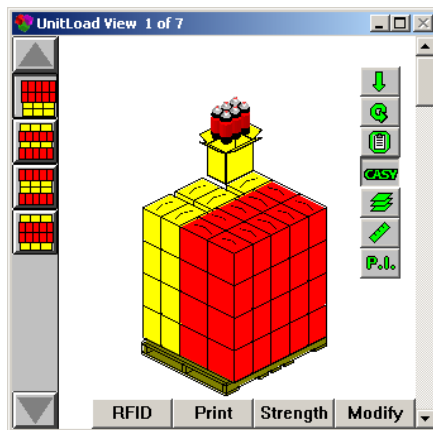 UnitLoad View 1 of 7
CASY
P.I.
RFID Print Strength Modify